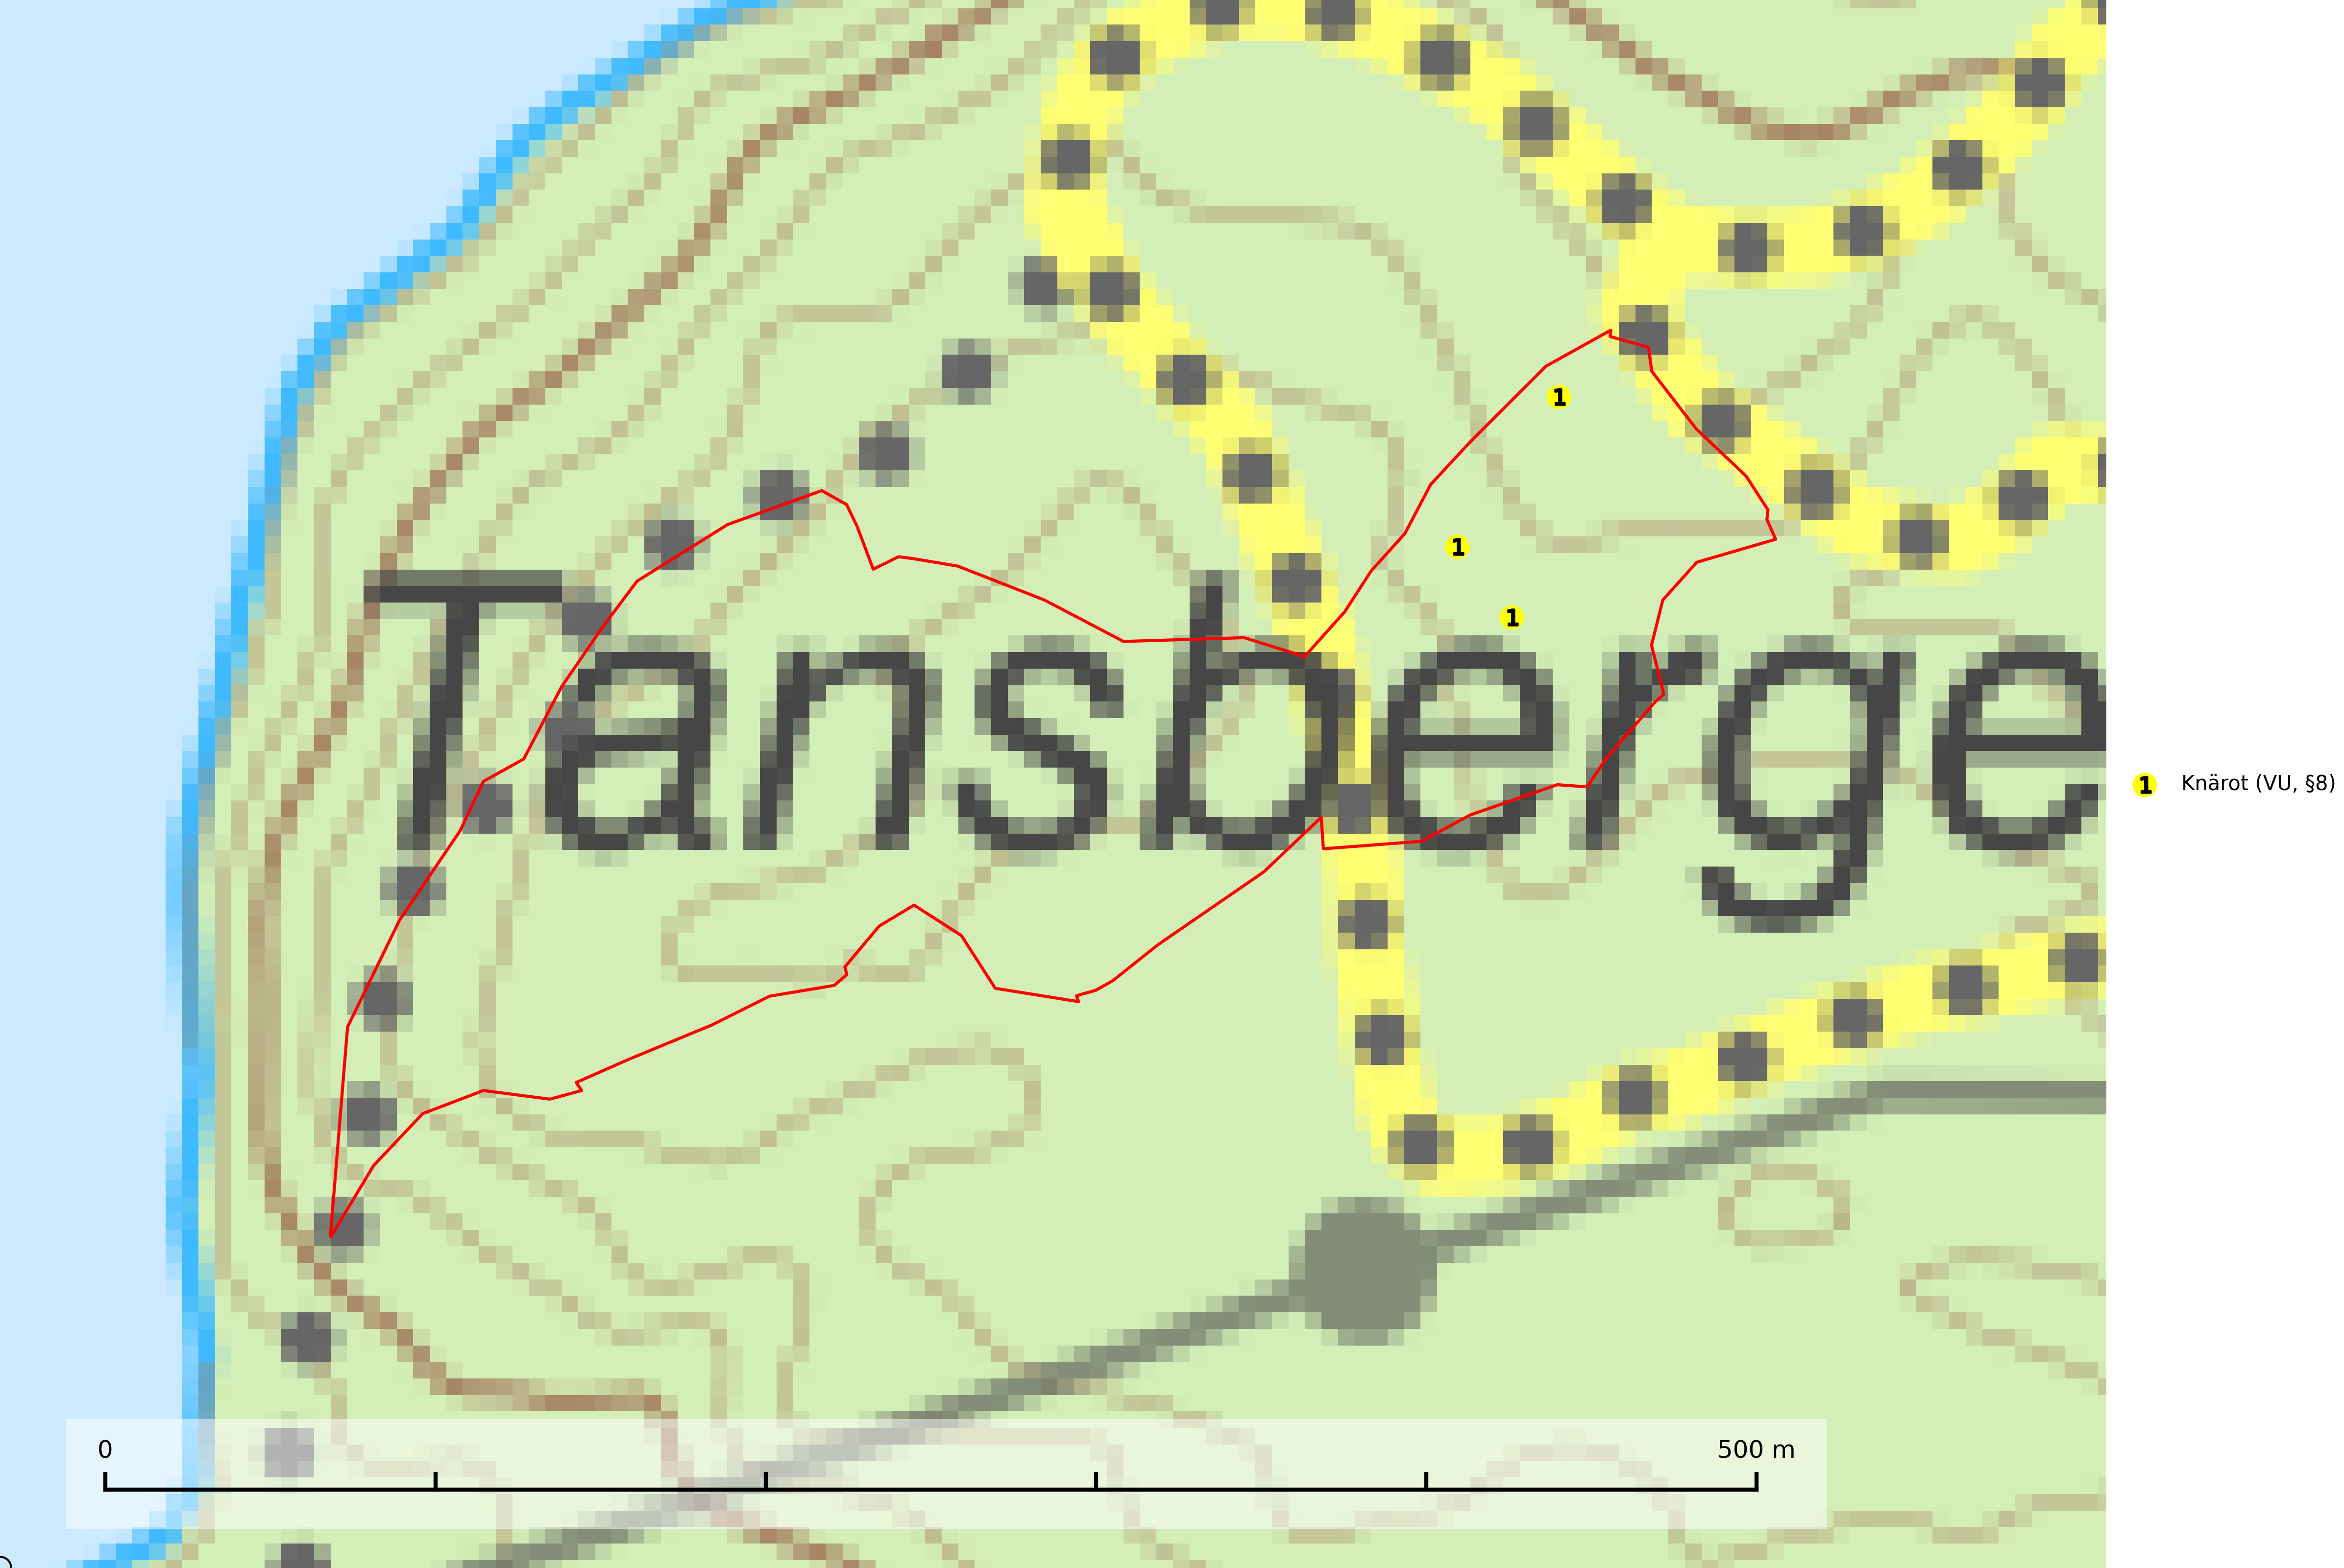 1
1
1
Tansberge
1 Knärot (VU, §8)
0 500 m